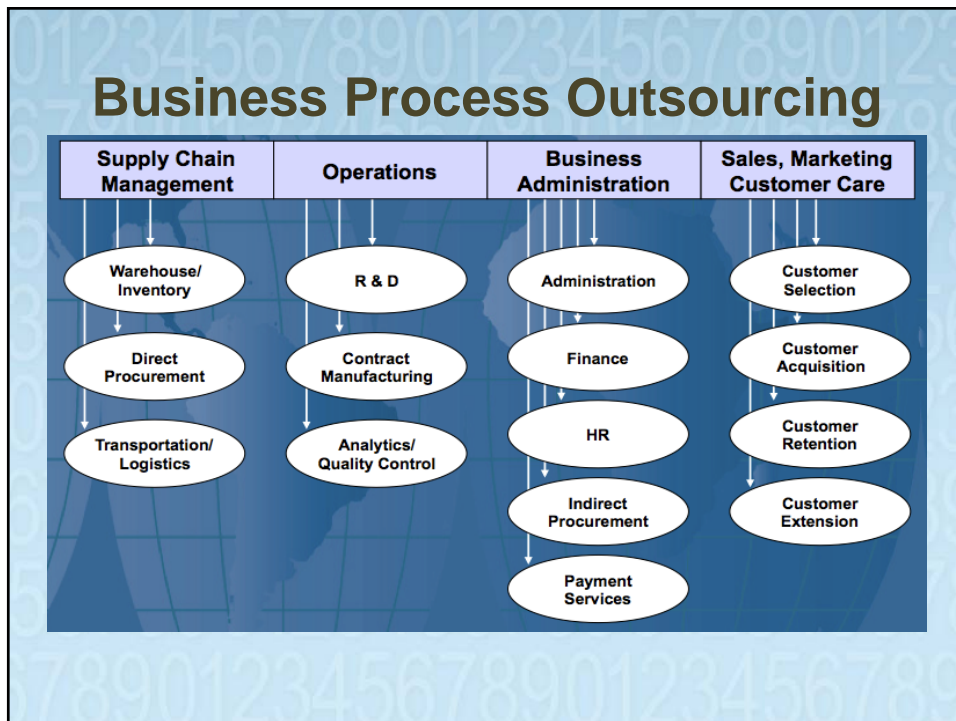 Business Process Outsourcing
Supply Chain
Management
Operations
Business
Administration
Sales, Marketing
Customer Care
Warehouse/
Inventory
Direct
Procurement
Transportation/
Logistics
R & D
Contract
Manufacturing
Analytics/
Quality Control
Administration
Finance
HR
Indirect
Procurement
Payment
Services
Customer
Selection
Customer
Acquisition
Customer
Retention
Customer
Extension